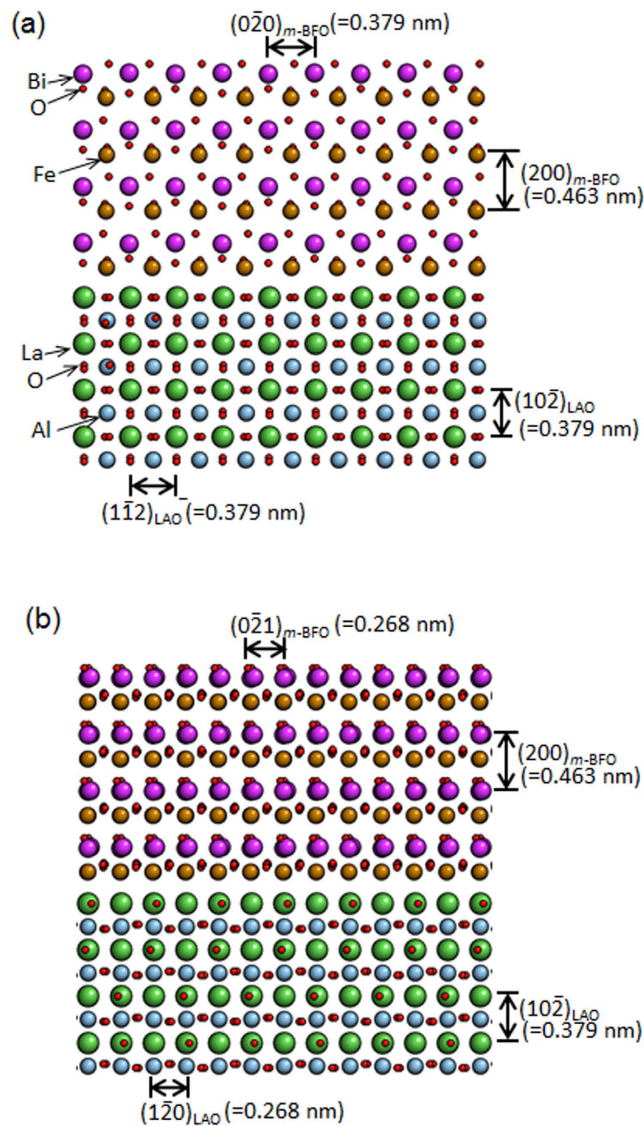 (a)
(02̄0)m-BFO (=0.379 nm)
Bi
O
Fe
(200)m-BFO
(=0.463 nm)
La
O
Al
(102̄)LAO
(=0.379 nm)
(11̄2)LAO¯(=0.379 nm)
(b)
(02̄1)m-BFO (=0.268 nm)
(200)m-BFO
(=0.463 nm)
(102̄)LAO
(=0.379 nm)
(12̄0)LAO (=0.268 nm)